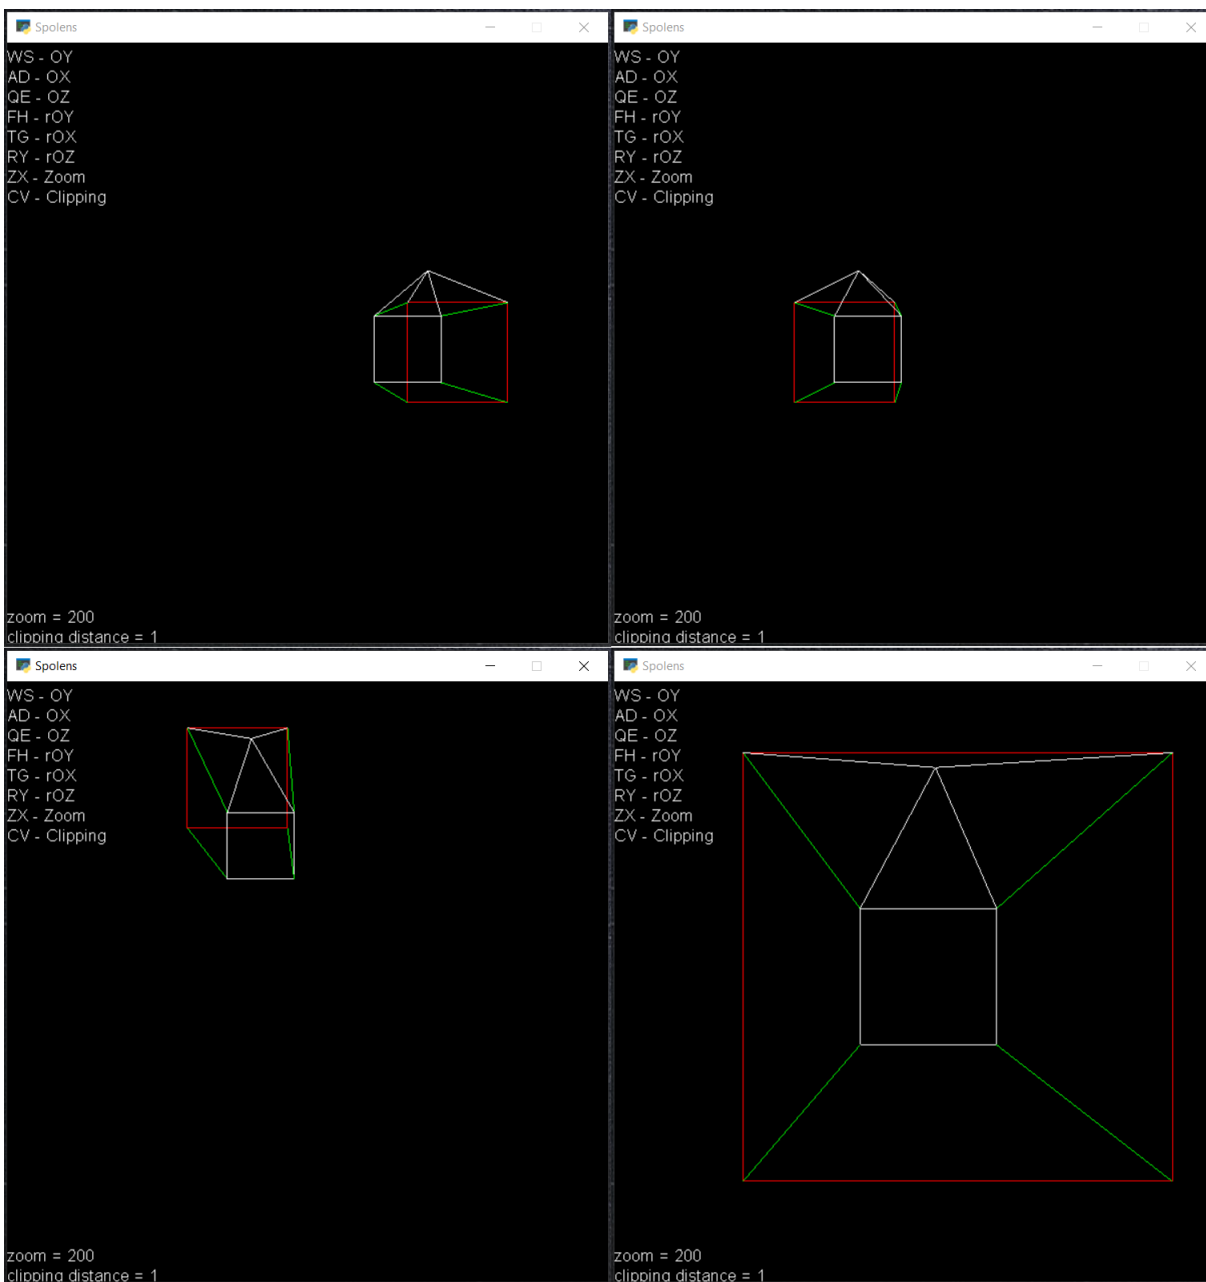 Spolens
WS - OY
AD - OX
QE - OZ
FH - rOY
TG - rOX
RY - rOZ
ZX - Zoom
CV - Clipping
zoom = 200
clipping distance = 1
Spolens
WS - OY
AD - OX
QE - OZ
FH - rOY
TG - rOX
RY - rOZ
ZX - Zoom
CV - Clipping
zoom = 200
clipping distance = 1
Spolens
WS - OY
AD - OX
QE - OZ
FH - rOY
TG - rOX
RY - rOZ
ZX - Zoom
CV - Clipping
zoom = 200
clipping distance = 1
Spolens
WS - OY
AD - OX
QE - OZ
FH - rOY
TG - rOX
RY - rOZ
ZX - Zoom
CV - Clipping
zoom = 200
clipping distance = 1